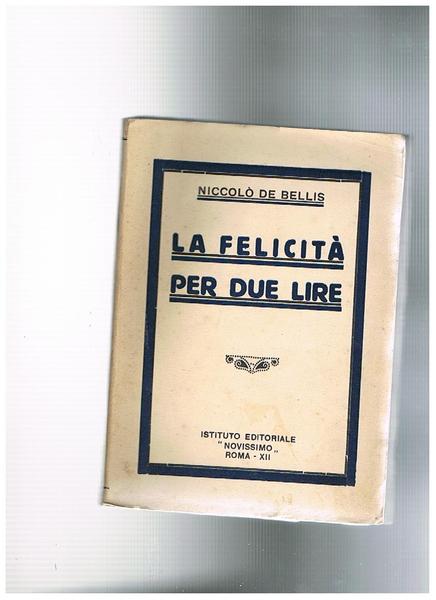 NICCOLÒ DE BELLIS
LA FELICITÀ
PER DUE LIRE
ISTITUTO EDITORIALE
"NOVISSIMO„
ROMA - XII